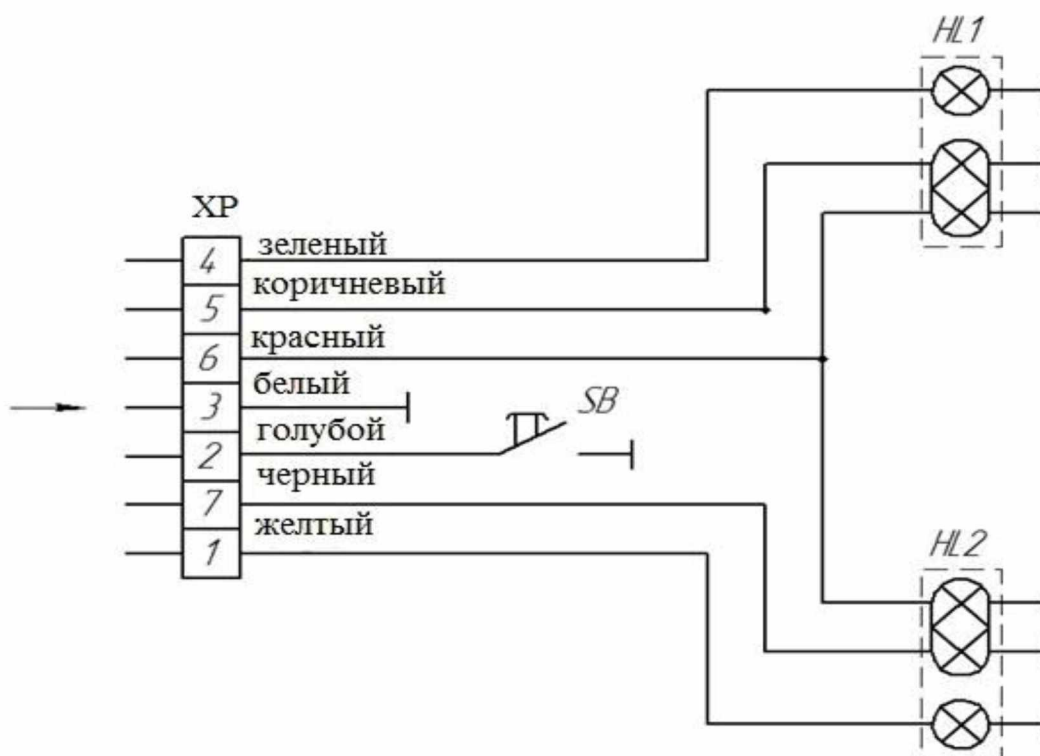 HL1
XP
4 зеленый
5 коричневый
6 красный
3 белый
SB
2 голубой
7 черный
1 желтый
HL2